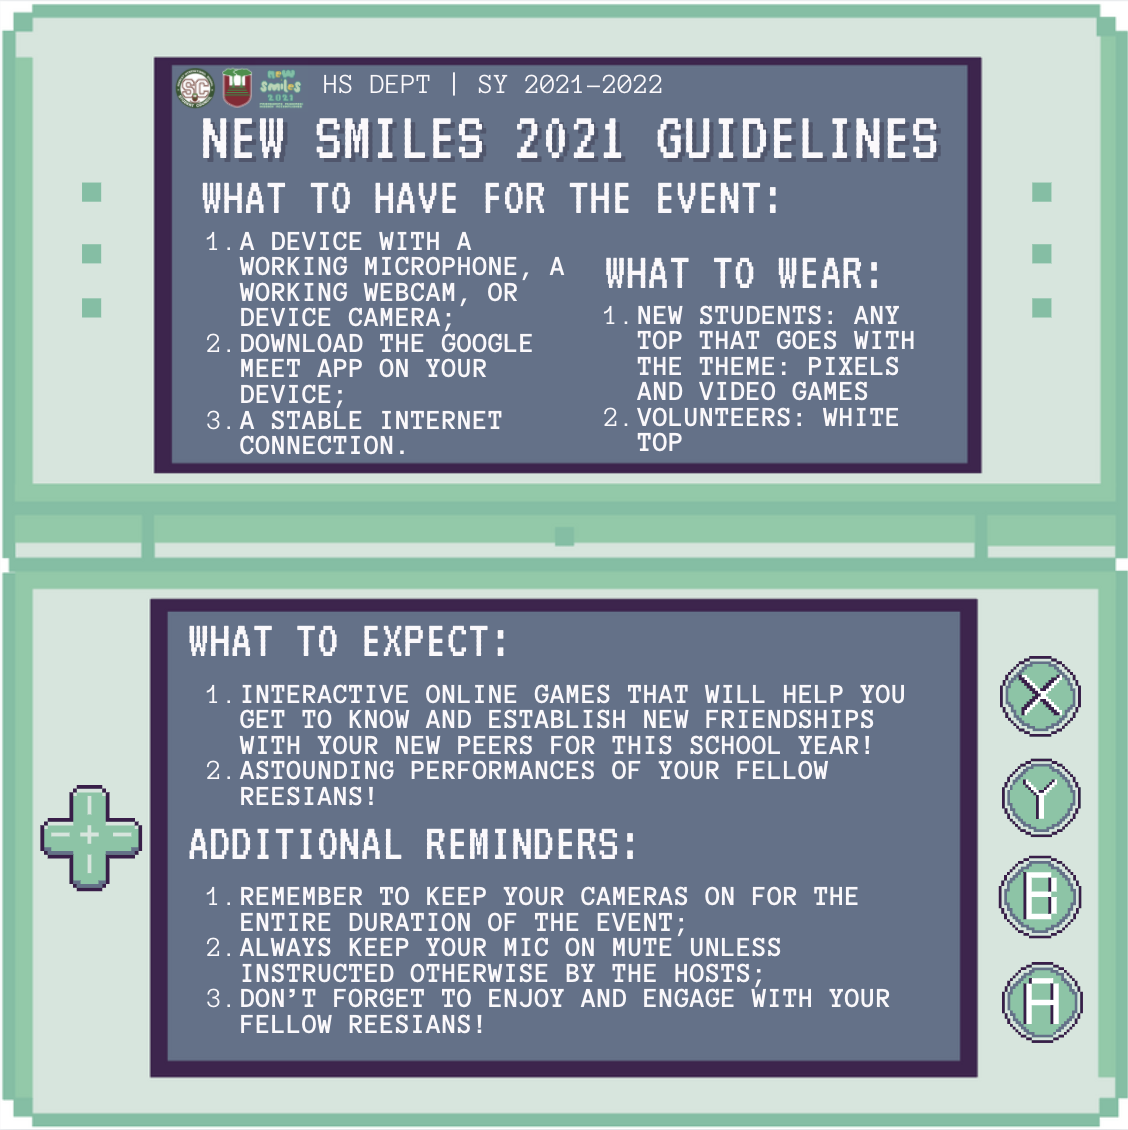 SC
new
smiles
2021
HS DEPT | SY 2021-2022
NEW SMILES 2021 GUIDELINES
WHAT TO HAVE FOR THE EVENT:
1. A DEVICE WITH A
WORKING MICROPHONE, A
WORKING WEBCAM, OR
DEVICE CAMERA;
2. DOWNLOAD THE GOOGLE
MEET APP ON YOUR
DEVICE;
3. A STABLE INTERNET
CONNECTION.
WHAT TO WEAR:
1. NEW STUDENTS: ANY
TOP THAT GOES WITH
THE THEME: PIXELS
AND VIDEO GAMES
2. VOLUNTEERS: WHITE
TOP
WHAT TO EXPECT:
1. INTERACTIVE ONLINE GAMES THAT WILL HELP YOU
GET TO KNOW AND ESTABLISH NEW FRIENDSHIPS
WITH YOUR NEW PEERS FOR THIS SCHOOL YEAR!
2. ASTOUNDING PERFORMANCES OF YOUR FELLOW
REESIANS!
ADDITIONAL REMINDERS:
1. REMEMBER TO KEEP YOUR CAMERAS ON FOR THE
ENTIRE DURATION OF THE EVENT;
2. ALWAYS KEEP YOUR MIC ON MUTE UNLESS
INSTRUCTED OTHERWISE BY THE HOSTS;
3. DON'T FORGET TO ENJOY AND ENGAGE WITH YOUR
FELLOW REESIANS!
X
Y
B
A